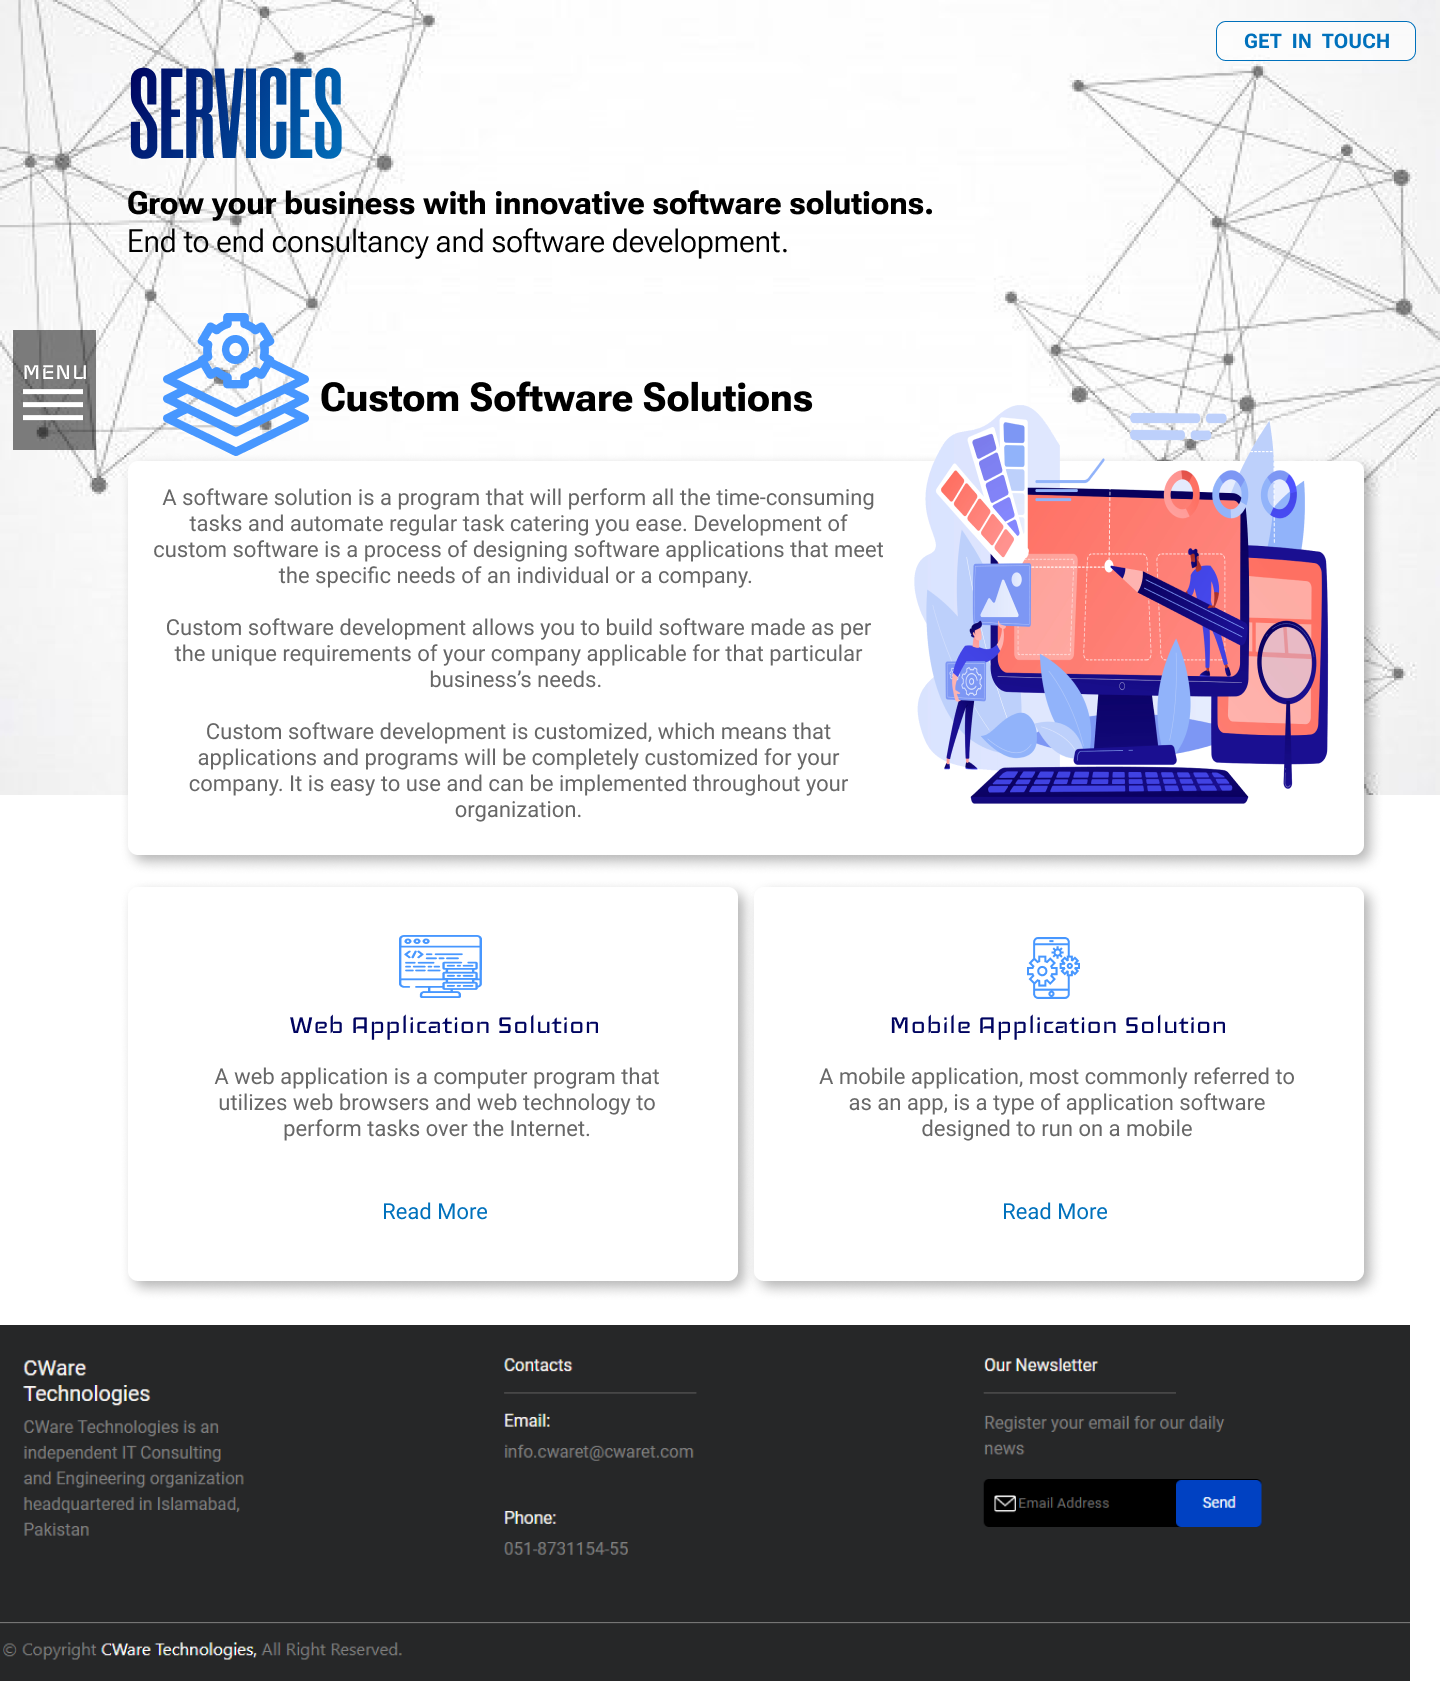 GET IN TOUCH
SERVICES
Grow your business with innovative software solutions.
End to end consultancy and software development.
MENU
Custom Software Solutions
A software solution is a program that will perform all the time-consuming
tasks and automate regular task catering you ease. Development of
custom software is a process of designing software applications that meet
the specific needs of an individual or a company.
Custom software development allows you to build software made as per
the unique requirements of your company applicable for that particular
business’s needs.
Custom software development is customized, which means that
applications and programs will be completely customized for your
company. It is easy to use and can be implemented throughout your
organization.
Web Application Solution
A web application is a computer program that
utilizes web browsers and web technology to
perform tasks over the Internet.
Read More
Mobile Application Solution
A mobile application, most commonly referred to
as an app, is a type of application software
designed to run on a mobile
Read More
CWare
Technologies
CWare Technologies is an
independent IT Consulting
and Engineering organization
headquartered in Islamabad,
Pakistan
Contacts
Email:
info.cwaret@cwaret.com
Phone:
051-8731154-55
Our Newsletter
Register your email for our daily
news
Email Address
Send
© Copyright CWare Technologies, All Right Reserved.